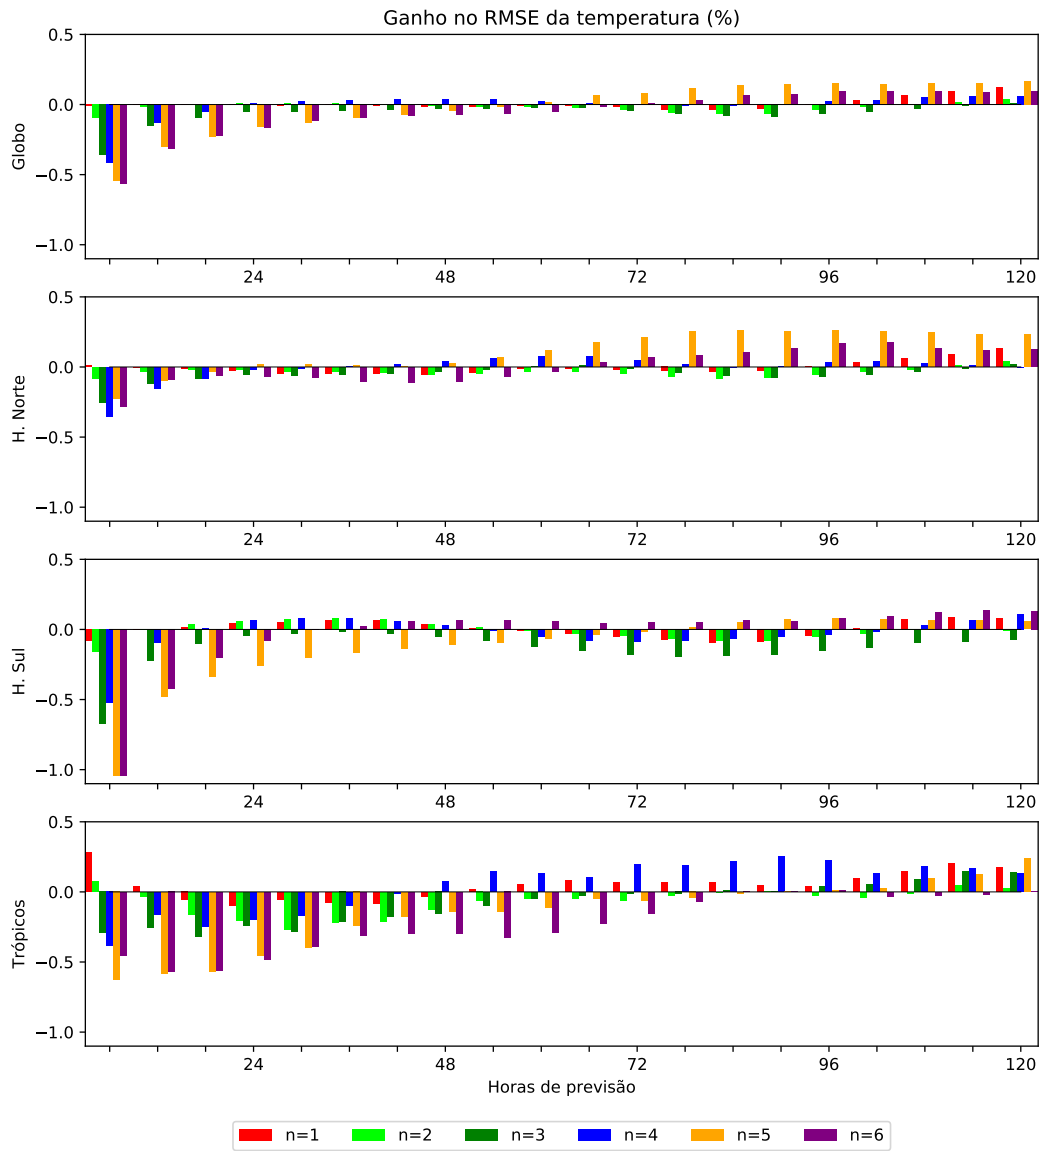 Ganho no RMSE da temperatura (%)
0.5
0.0
−0.5
−1.0
Globo
24 48 72 96 120
0.5
0.0
−0.5
−1.0
H. Norte
24 48 72 96 120
0.5
0.0
−0.5
−1.0
H. Sul
24 48 72 96 120
0.5
0.0
−0.5
−1.0
Trópicos
24 48 72 96 120
Horas de previsão
n=1 n=2 n=3 n=4 n=5 n=6